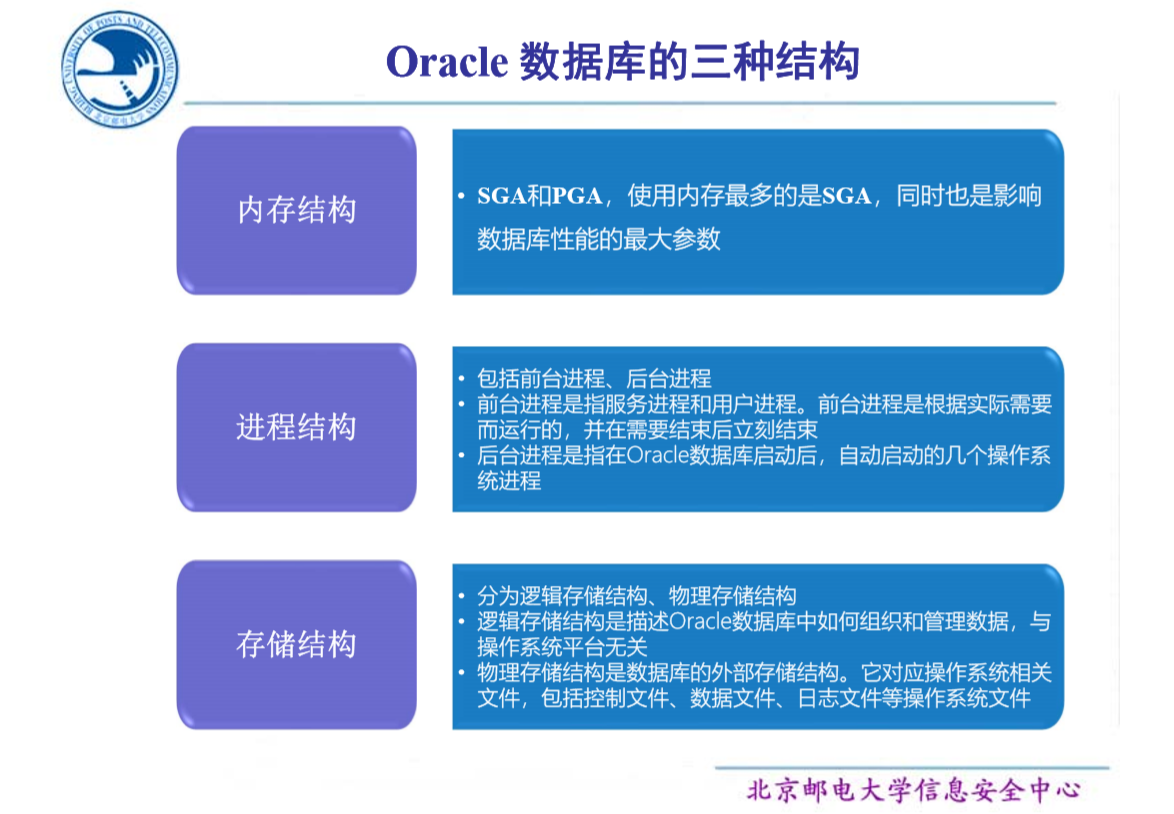 Oracle 数据库的三种结构
BEIJING UNIVERSITY OF POSTS AND TELECOMMUNICATIONS
北京邮电大学
内存结构
• SGA和PGA，使用内存最多的是SGA，同时也是影响
数据库性能的最大参数
进程结构
• 包括前台进程、后台进程
• 前台进程是指服务进程和用户进程。前台进程是根据实际需要
而运行的，并在需要结束后立刻结束
• 后台进程是指在Oracle数据库启动后，自动启动的几个操作系
统进程
存储结构
• 分为逻辑存储结构、物理存储结构
• 逻辑存储结构是描述Oracle数据库中如何组织和管理数据，与
操作系统平台无关
• 物理存储结构是数据库的外部存储结构。它对应操作系统相关
文件，包括控制文件、数据文件、日志文件等操作系统文件
北京邮电大学信息安全中心